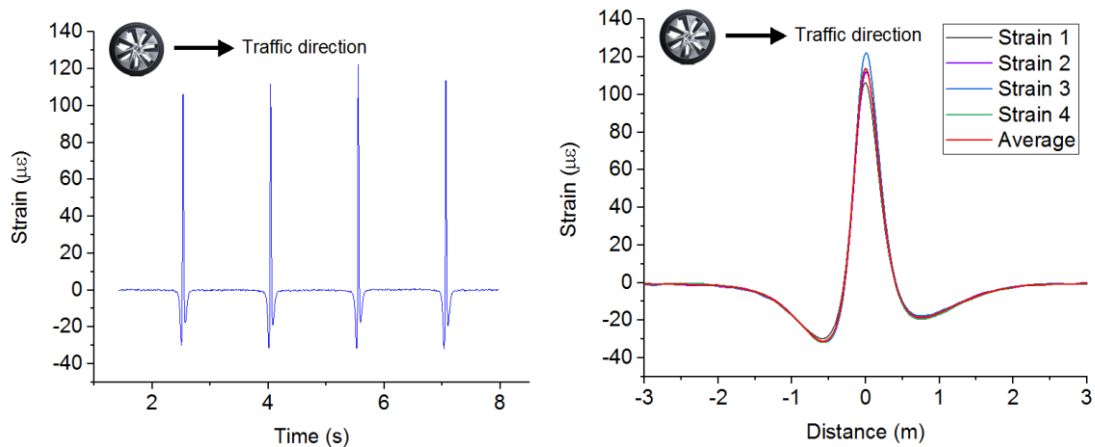 140
120
100
80
60
40
20
0
-20
-40
Strain (με)
Traffic direction
2
4
6
8
Time (s)
140
120
100
80
60
40
20
0
-20
-40
Strain (με)
Traffic direction
Strain 1
Strain 2
Strain 3
Strain 4
Average
-3
-2
-1
0
1
2
3
Distance (m)